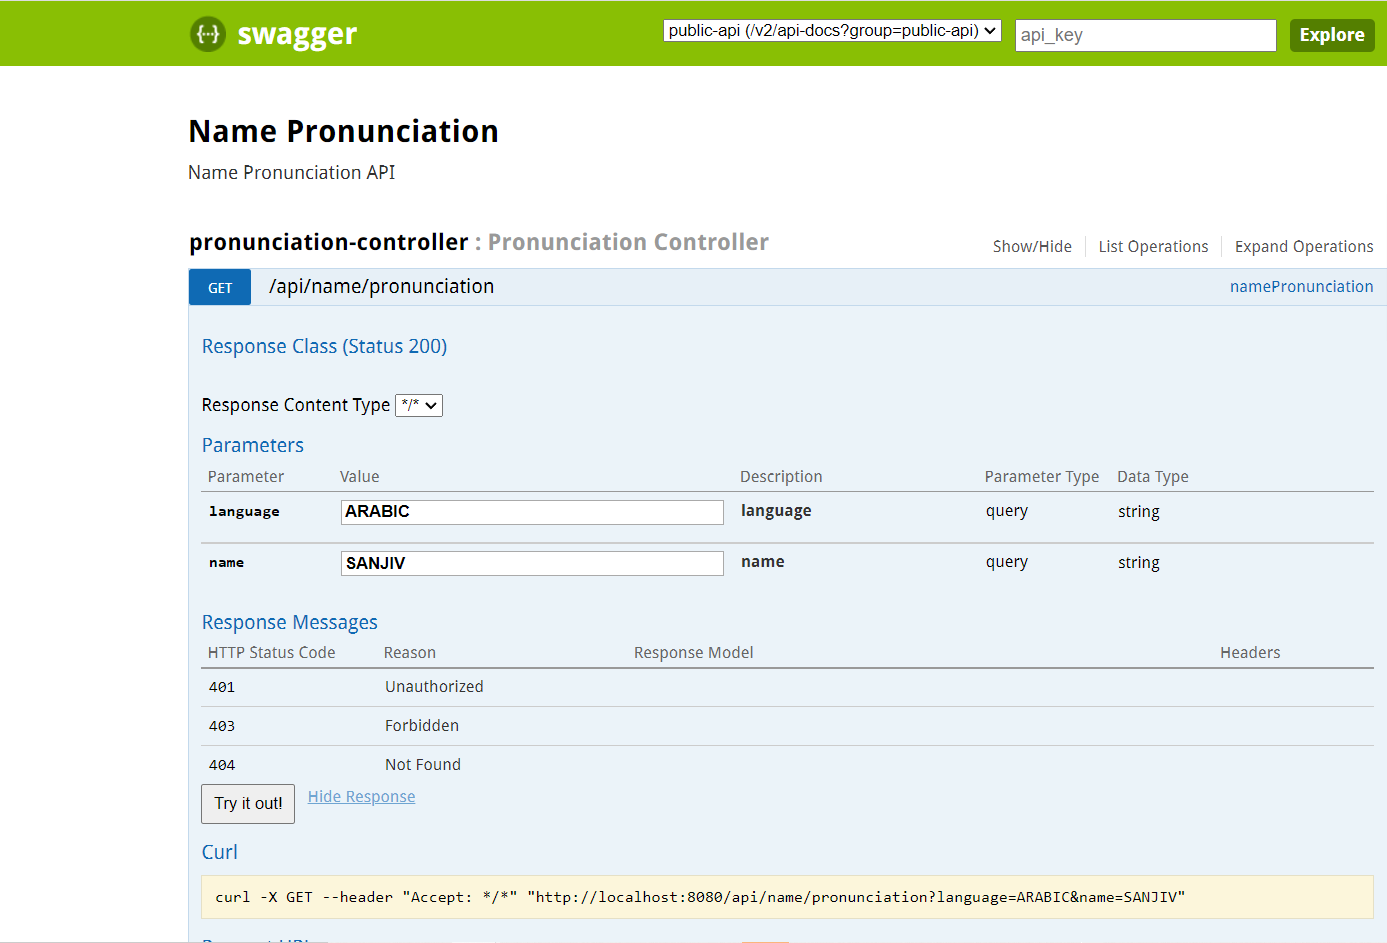 swagger public-api (/v2/api-docs?group=public-api) api_key Explore
Name Pronunciation
Name Pronunciation API
pronunciation-controller : Pronunciation Controller Show/Hide List Operations Expand Operations
GET /api/name/pronunciation namePronunciation
Response Class (Status 200)
Response Content Type */*
Parameters
Parameter Value Description Parameter Type Data Type
language ARABIC language query string
name SANJIV name query string
Response Messages
HTTP Status Code Reason Response Model Headers
401 Unauthorized
403 Forbidden
404 Not Found
Try it out! Hide Response
Curl
curl -X GET --header "Accept: */*" "http://localhost:8080/api/name/pronunciation?language=ARABIC&name=SANJIV"